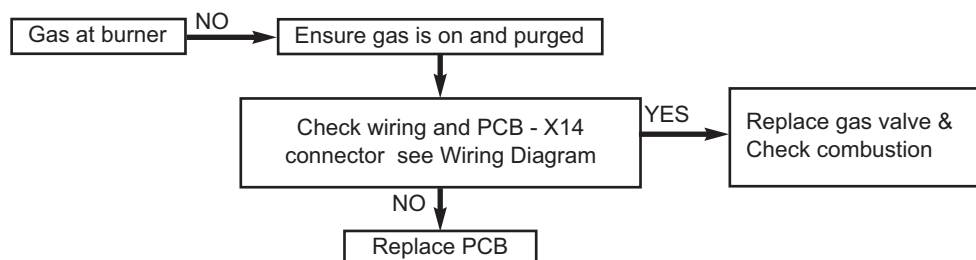 NO
Gas at burner
Ensure gas is on and purged
Check wiring and PCB - X14
connector see Wiring Diagram
YES
Replace gas valve &
Check combustion
NO
Replace PCB